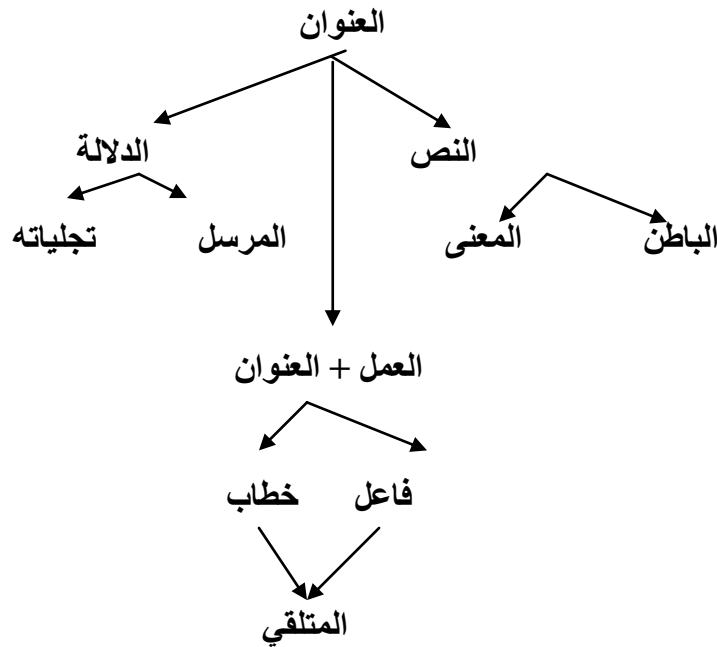 العنوان
النص الدلالة
الباطن المعنى المرسل تجلياته
العمل + العنوان
فاعل خطاب
المتلقي